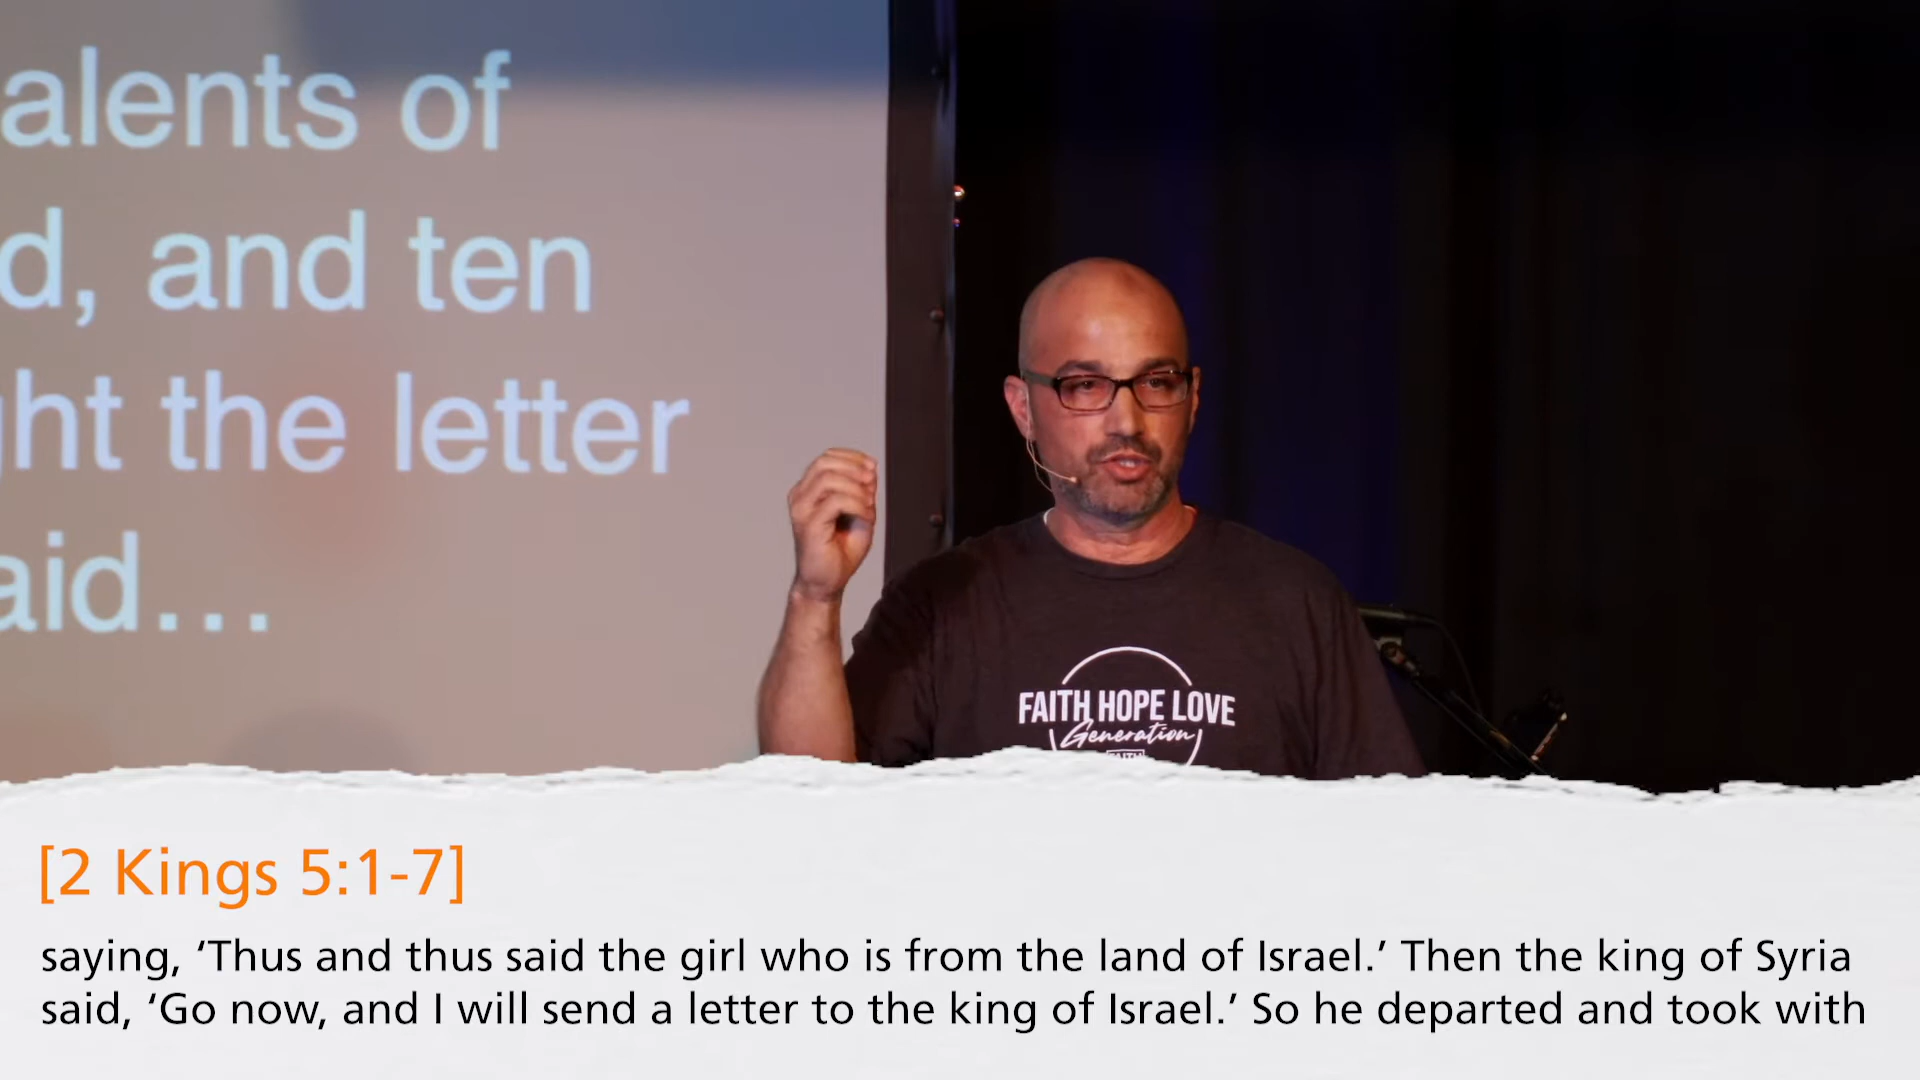 alents of
d, and ten
ght the letter
aid...
FAITH HOPE LOVE
Generation
FAITH
[2 Kings 5:1-7]
saying, ‘Thus and thus said the girl who is from the land of Israel.’ Then the king of Syria
said, ‘Go now, and I will send a letter to the king of Israel.’ So he departed and took with